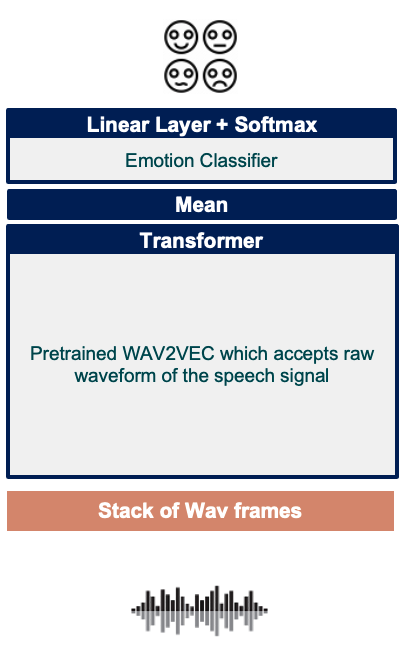 Linear Layer + Softmax
Emotion Classifier
Mean
Transformer
Pretrained WAV2VEC which accepts raw
waveform of the speech signal
Stack of Wav frames